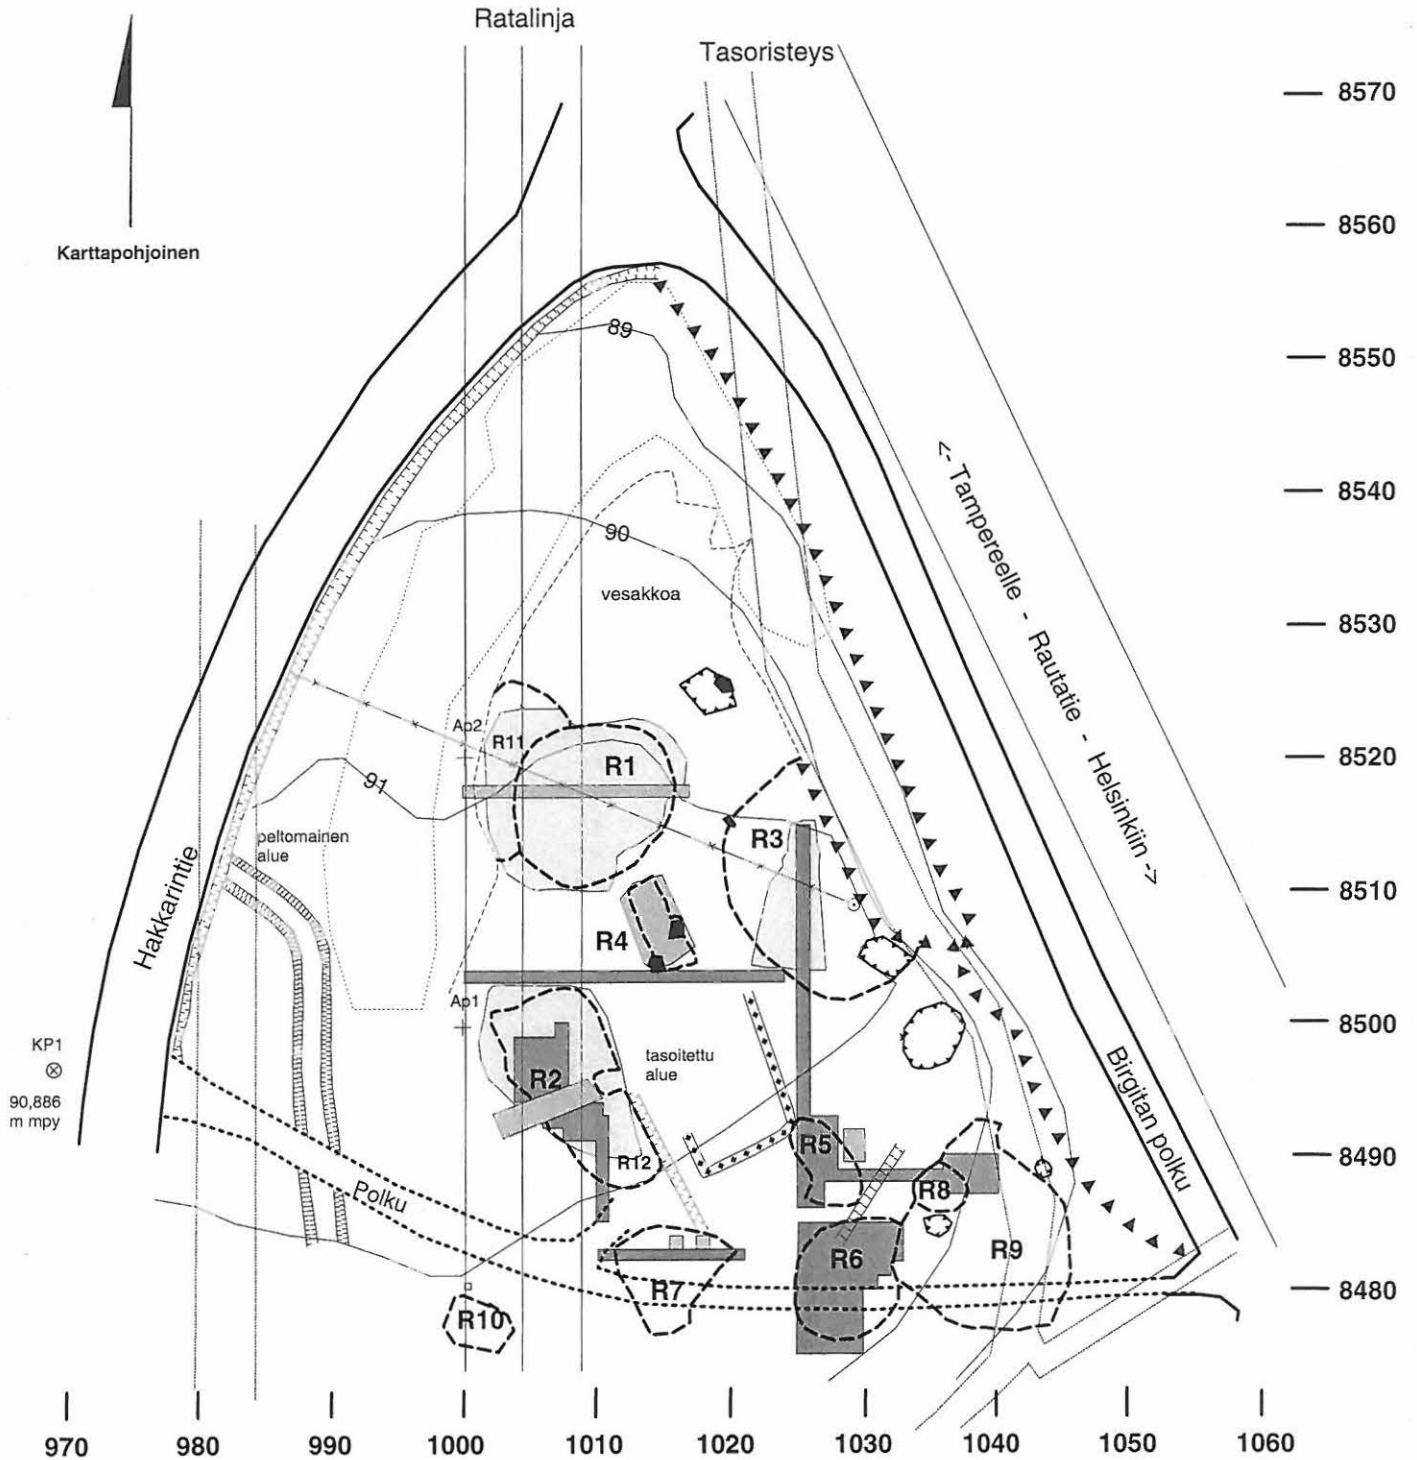 Ratalinja
Tasoristeys
8570
8560
Karttapohjoinen
89
8550
<- Tampereelle - Rautatie - Helsinkiin ->
8540
90
vesakkoa
8530
Ap2
R11
R1
8520
91
peltomainen
alue
R3
Hakkarintie
8510
R4
Ap1
8500
KP1
90,886
m mpy
tasoitettu
alue
R2
Birgitan polku
R5
R12
8490
Polku
R8
R6
R9
R7
8480
R10
970
980
990
1000
1010
1020
1030
1040
1050
1060